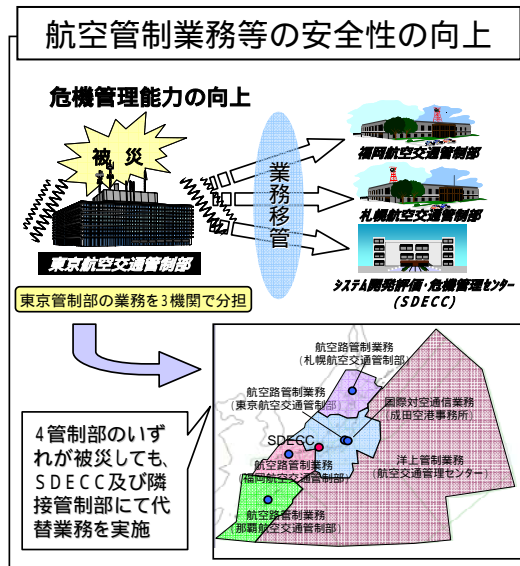 航空管制業務等の安全性の向上
危機管理能力の向上
被災
東京航空交通管制部
業務移管
福岡航空交通管制部
札幌航空交通管制部
システム開発評価・危機管理センター
(SDECC)
東京管制部の業務を3機関で分担
航空路管制業務
(札幌航空交通管制部)
航空路管制業務
(東京航空交通管制部)
国際対空通信業務
(成田空港事務所)
SDECC
航空路管制業務
(福岡航空交通管制部)
洋上管制業務
(航空交通管理センター)
航空路管制業務
(那覇航空交通管制部)
4管制部のいず
れが被災しても、
SDECC及び隣
接管制部にて代
替業務を実施